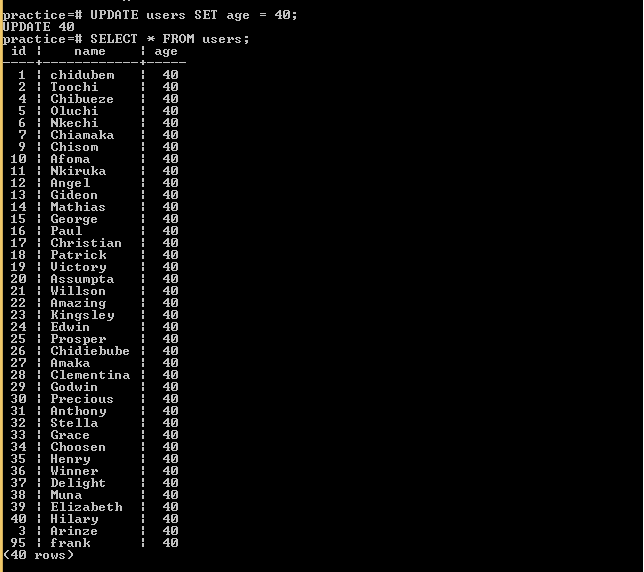 practice=# UPDATE users SET age = 40;
UPDATE 40
practice=# SELECT * FROM users;
 id ¦    name     ¦ age
----+-------------+-----
  1 ¦ chidubem    ¦  40
  2 ¦ Toochi      ¦  40
  4 ¦ Chibueze    ¦  40
  5 ¦ Oluchi      ¦  40
  6 ¦ Nkechi      ¦  40
  7 ¦ Chiamaka    ¦  40
  9 ¦ Chisom      ¦  40
 10 ¦ Afoma       ¦  40
 11 ¦ Nkiruka     ¦  40
 12 ¦ Angel       ¦  40
 13 ¦ Gideon      ¦  40
 14 ¦ Mathias     ¦  40
 15 ¦ George      ¦  40
 16 ¦ Paul        ¦  40
 17 ¦ Christian   ¦  40
 18 ¦ Patrick     ¦  40
 19 ¦ Victory     ¦  40
 20 ¦ Assumpta    ¦  40
 21 ¦ Willson     ¦  40
 22 ¦ Amazing     ¦  40
 23 ¦ Kingsley    ¦  40
 24 ¦ Edwin       ¦  40
 25 ¦ Prosper     ¦  40
 26 ¦ Chidiebube  ¦  40
 27 ¦ Amaka       ¦  40
 28 ¦ Clementina  ¦  40
 29 ¦ Godwin      ¦  40
 30 ¦ Precious    ¦  40
 31 ¦ Anthony     ¦  40
 32 ¦ Stella      ¦  40
 33 ¦ Grace       ¦  40
 34 ¦ Choosen     ¦  40
 35 ¦ Henry       ¦  40
 36 ¦ Winner      ¦  40
 37 ¦ Delight     ¦  40
 38 ¦ Muna        ¦  40
 39 ¦ Elizabeth   ¦  40
 40 ¦ Hilary      ¦  40
  3 ¦ Arinze      ¦  40
 95 ¦ frank       ¦  40
(40 rows)